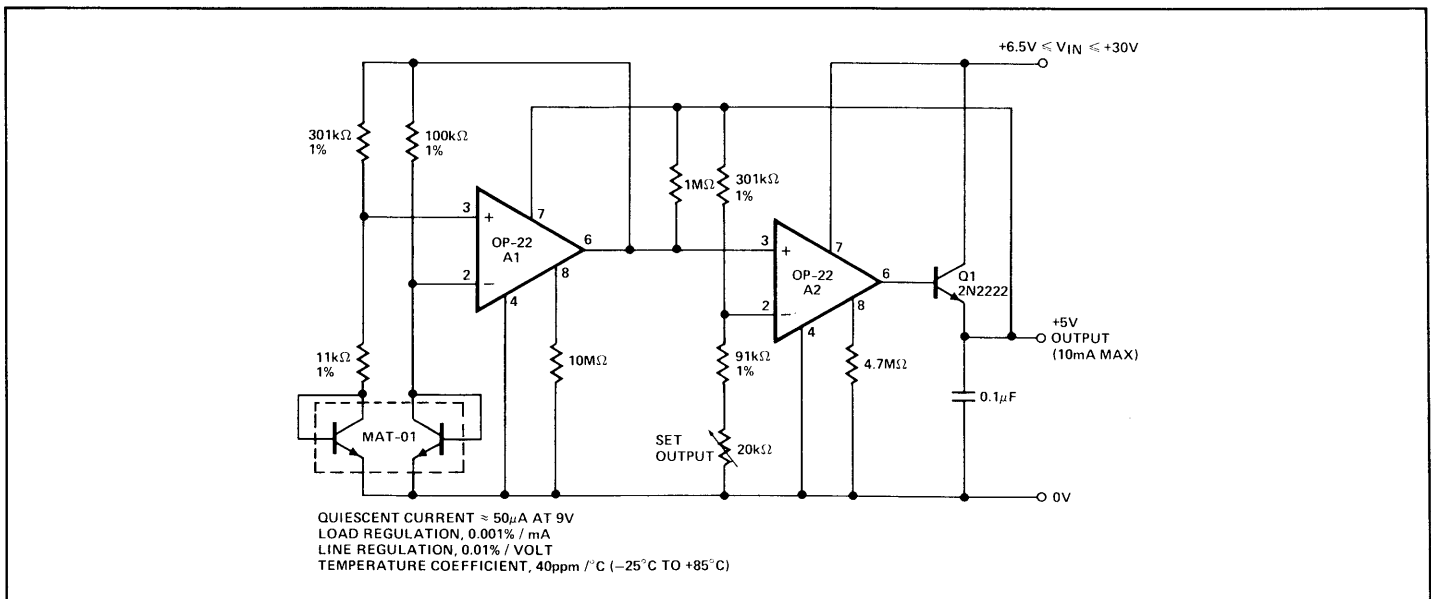 +6.5V ≤ VIN ≤ +30V
301kΩ
1%
100kΩ
1%
3
+
7
OP-22
A1
6
2
−
8
4
1MΩ
301kΩ
1%
3
+
7
OP-22
A2
6
2
−
8
4
Q1
2N2222
+5V
OUTPUT
(10mA MAX)
11kΩ
1%
10MΩ
91kΩ
1%
4.7MΩ
0.1μF
MAT-01
SET
OUTPUT
20kΩ
0V
QUIESCENT CURRENT ≈ 50μA AT 9V
LOAD REGULATION, 0.001% / mA
LINE REGULATION, 0.01% / VOLT
TEMPERATURE COEFFICIENT, 40ppm /°C (−25°C TO +85°C)